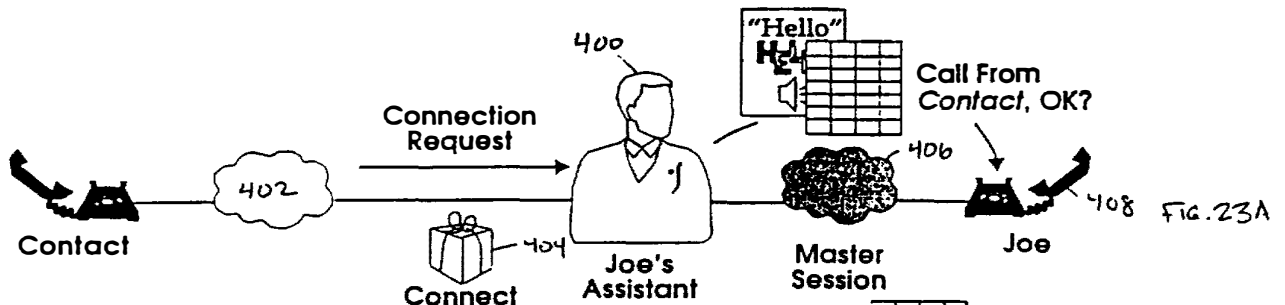 "Hello"
400
Call From
Contact, OK?
Connection
Request
406
402
408
FIG. 23A
Contact
404
Joe's
Assistant
Master
Session
Joe
Connect